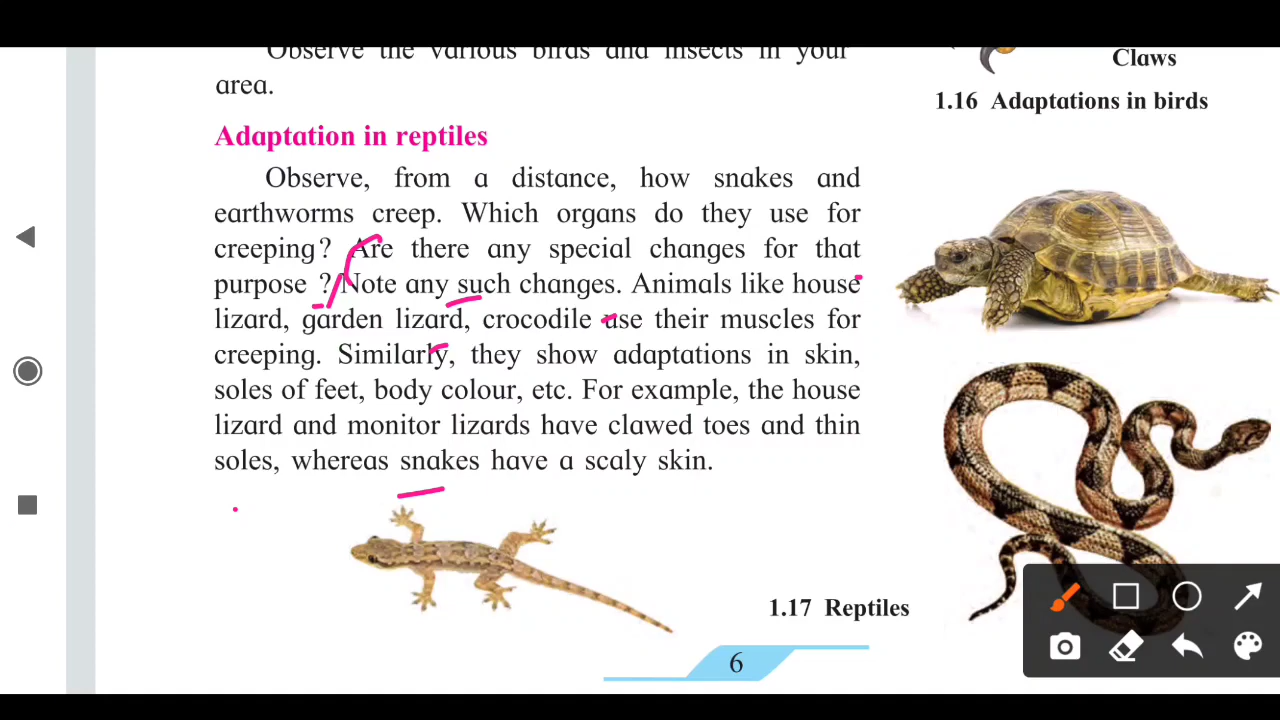 Observe the various birds and insects in your
area.
Claws
1.16 Adaptations in birds
Adaptation in reptiles
Observe, from a distance, how snakes and
earthworms creep. Which organs do they use for
creeping? Are there any special changes for that
purpose ? Note any such changes. Animals like house
lizard, garden lizard, crocodile use their muscles for
creeping. Similarly, they show adaptations in skin,
soles of feet, body colour, etc. For example, the house
lizard and monitor lizards have clawed toes and thin
soles, whereas snakes have a scaly skin.
1.17 Reptiles
6